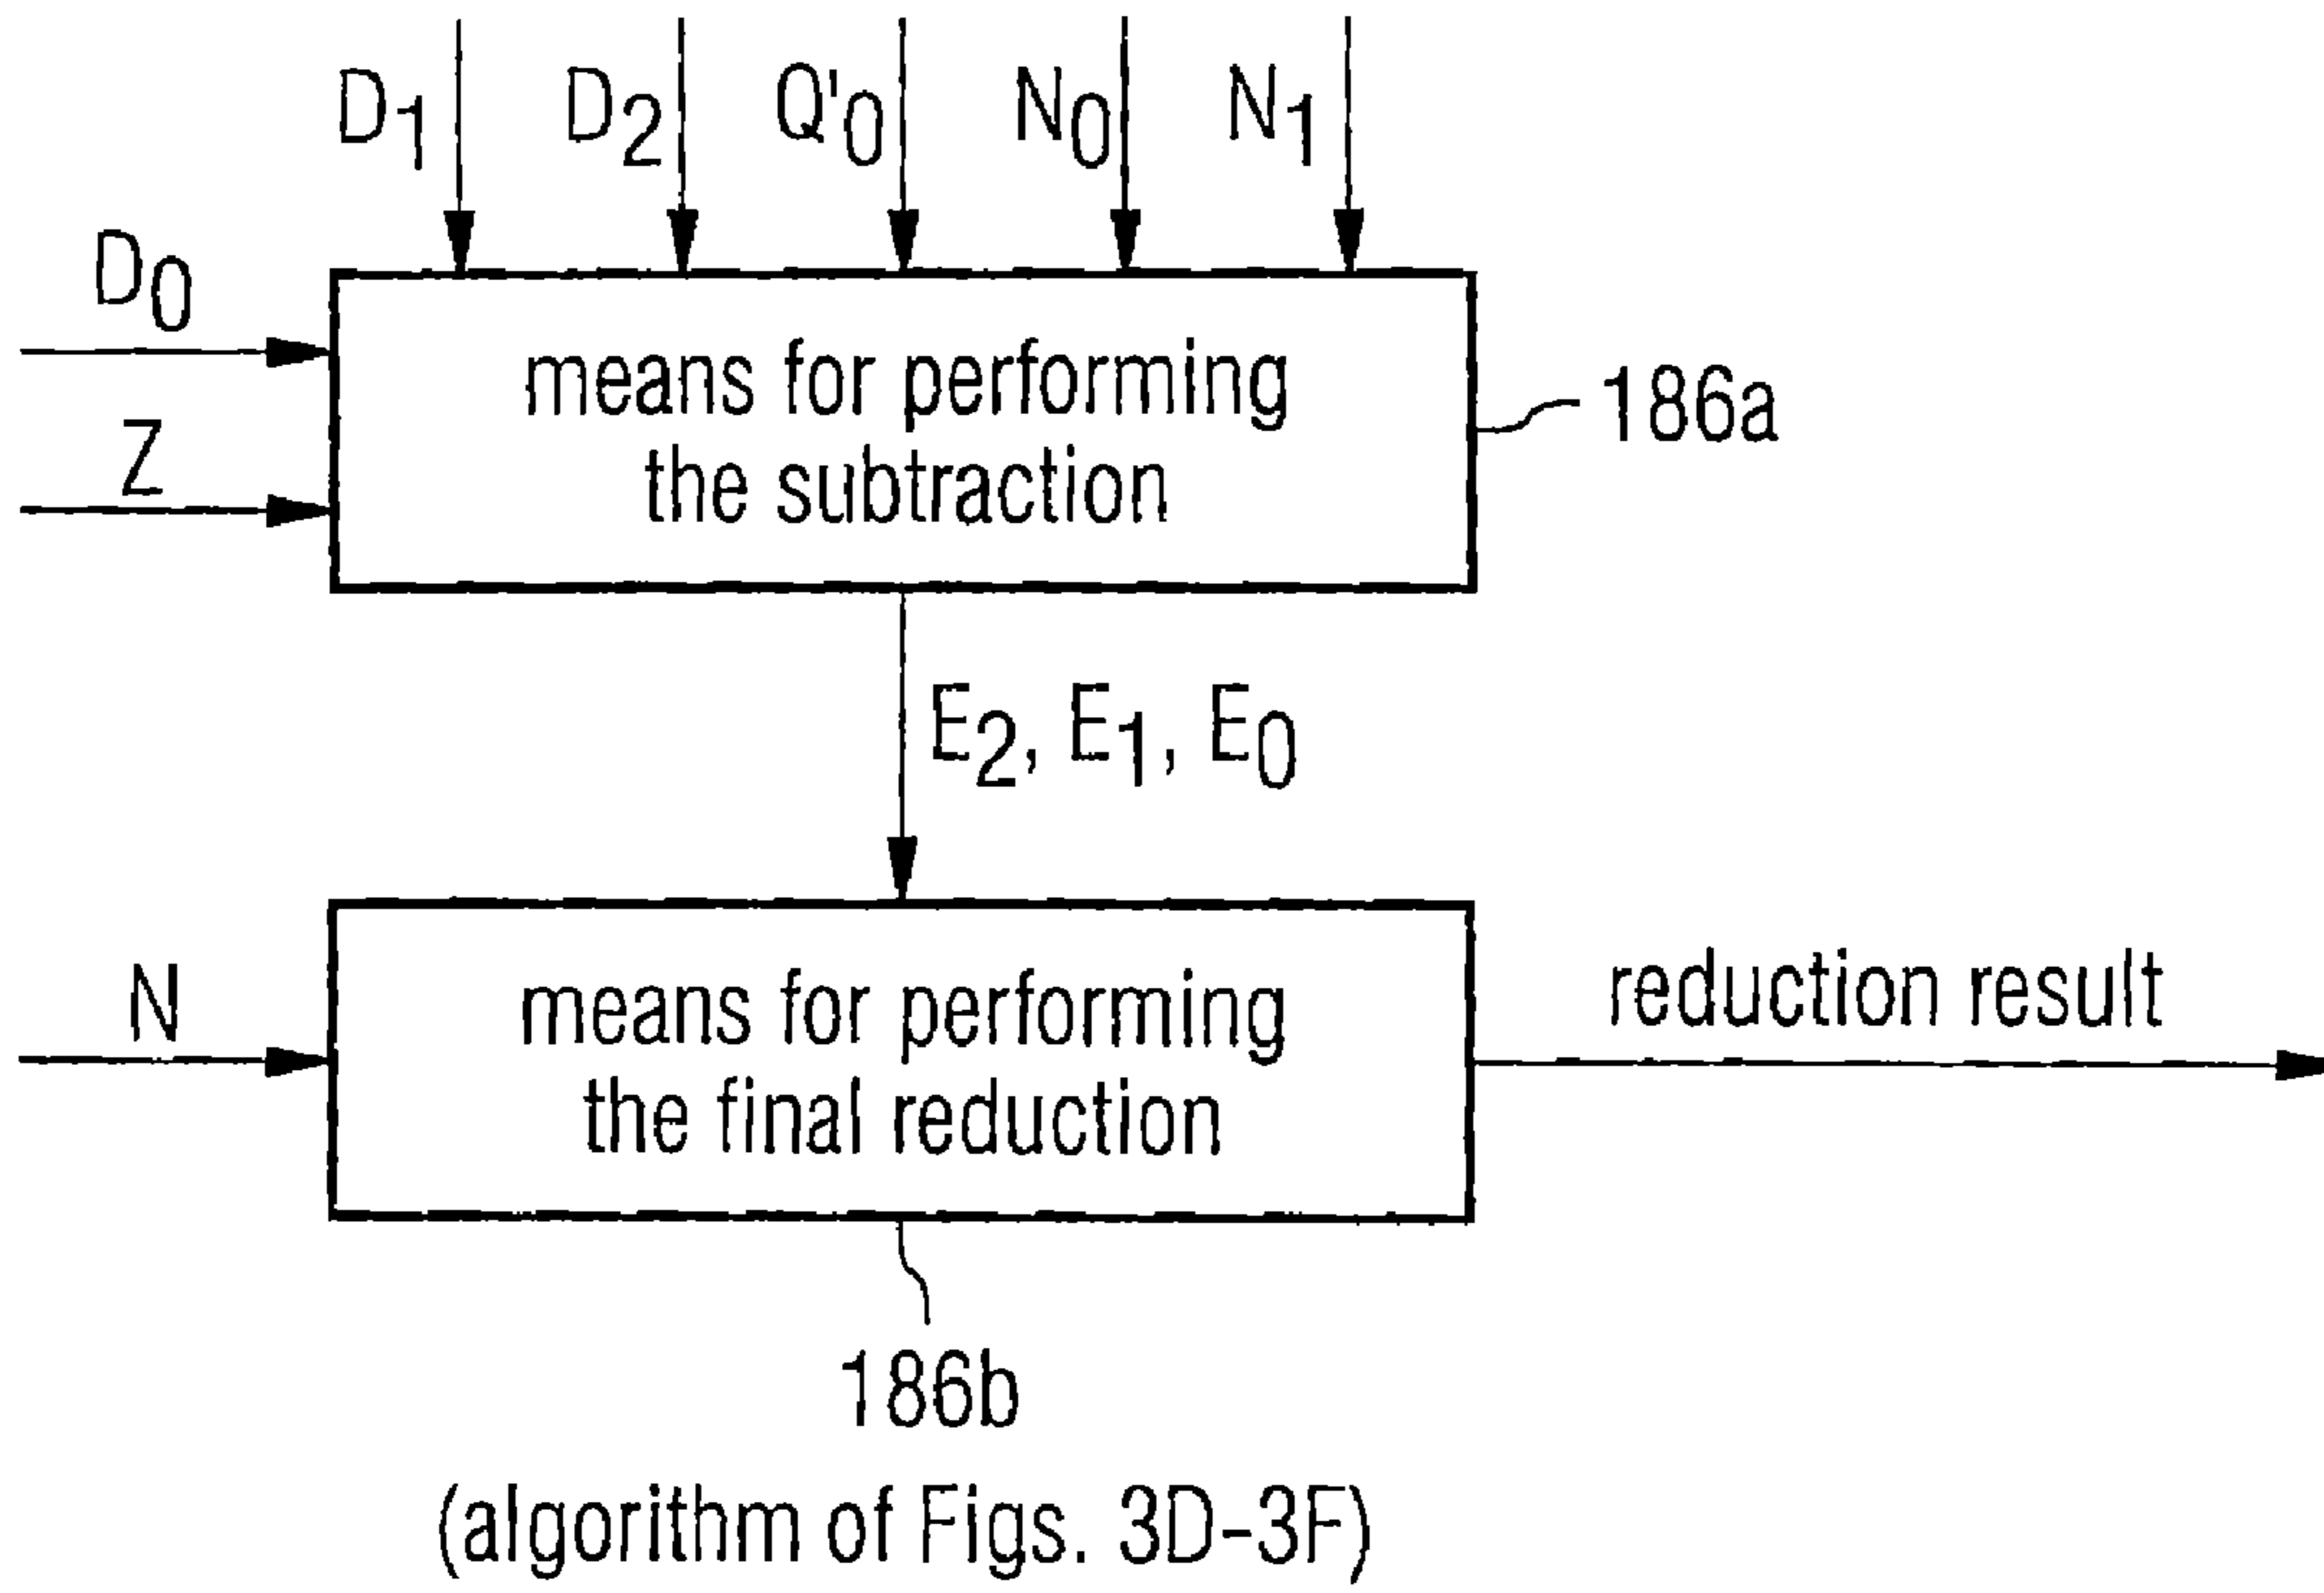 D1 D2 Q'0 N0 N1
D0
means for performing
186a
Z
the subtraction
E2, E1, E0
N
means for performing
reduction result
the final reduction
186b
(algorithm of Figs. 3D-3F)